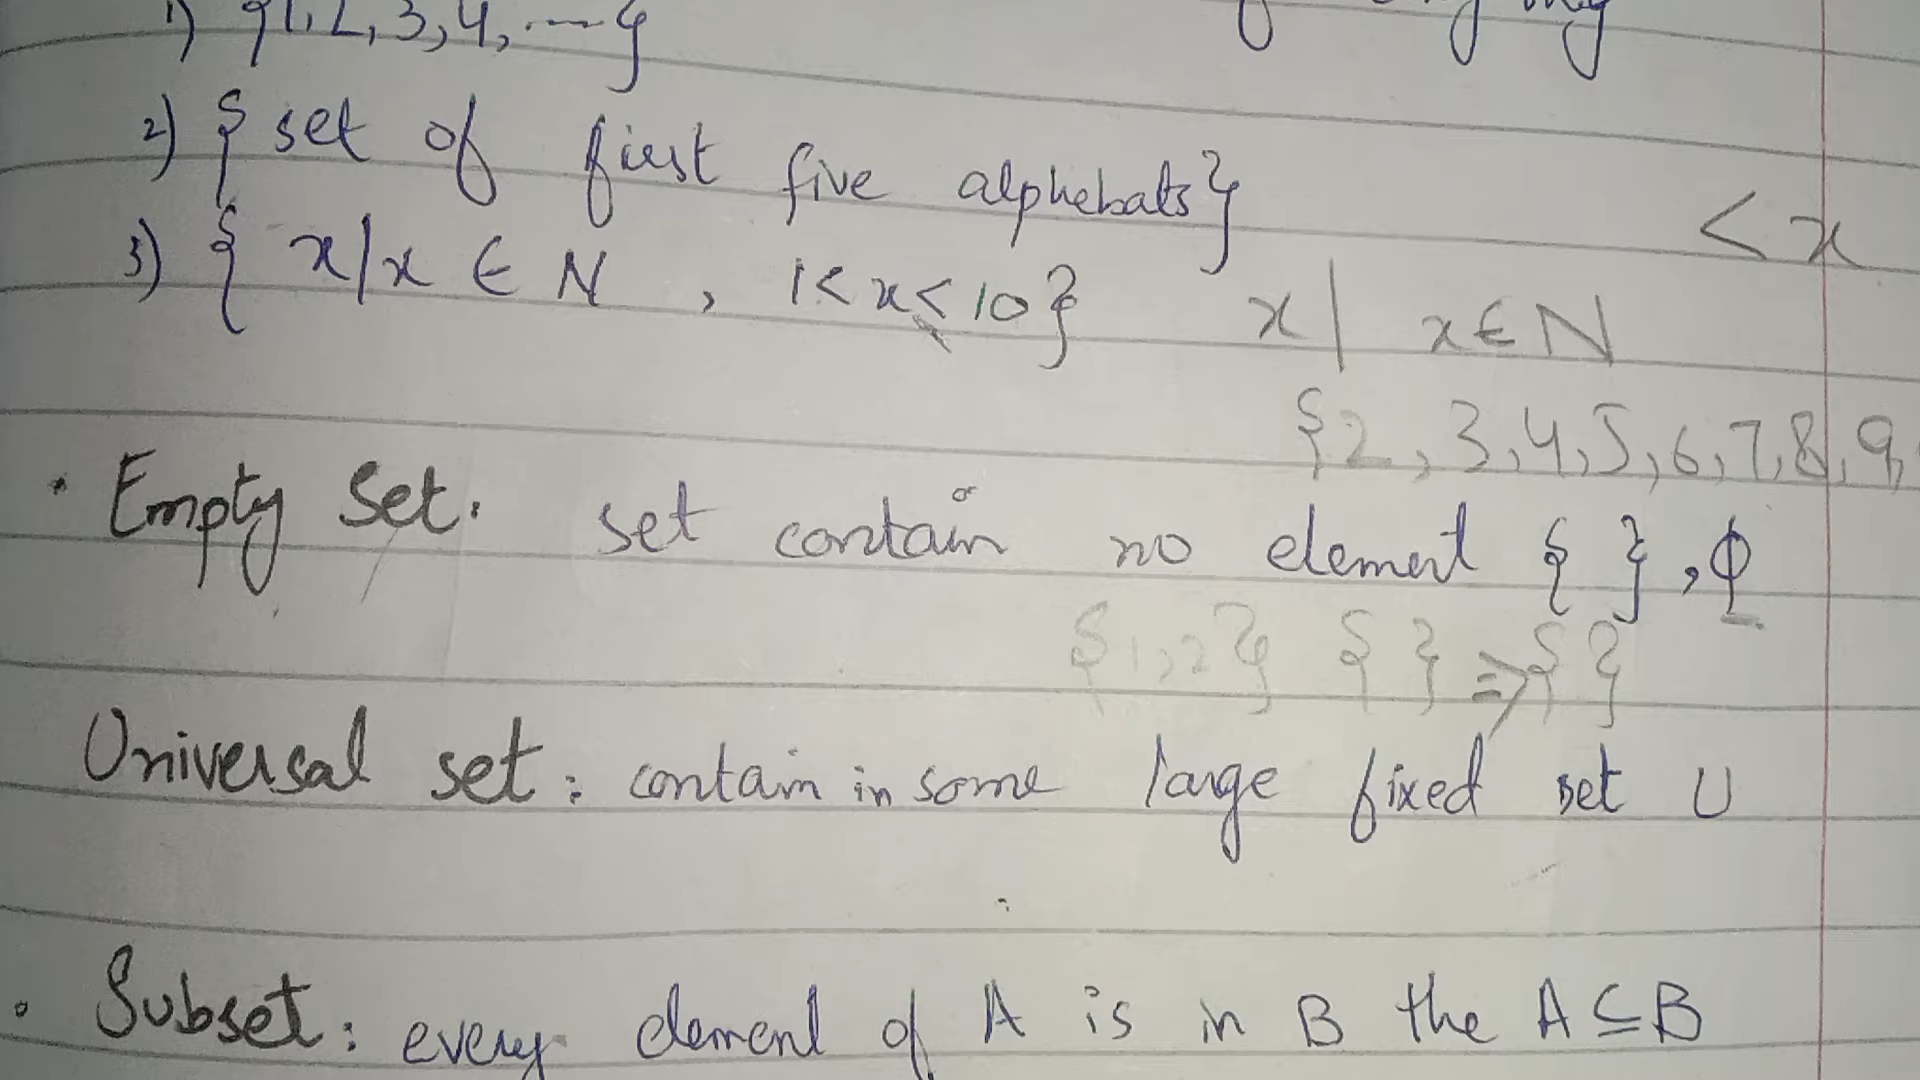 1) {1, 2, 3, 4, ---}
2) {set of first five alphebats}
< x
3) {x/x ∈ N, 1< x < 10}
x | x ∈ N
{2, 3, 4, 5, 6, 7, 8, 9,
• Empty Set. set contain no element { }, Φ
{1, 2} { } => { }
Universal set: contain in some large fixed set U
• Subset: every element of A is in B the A ⊆ B